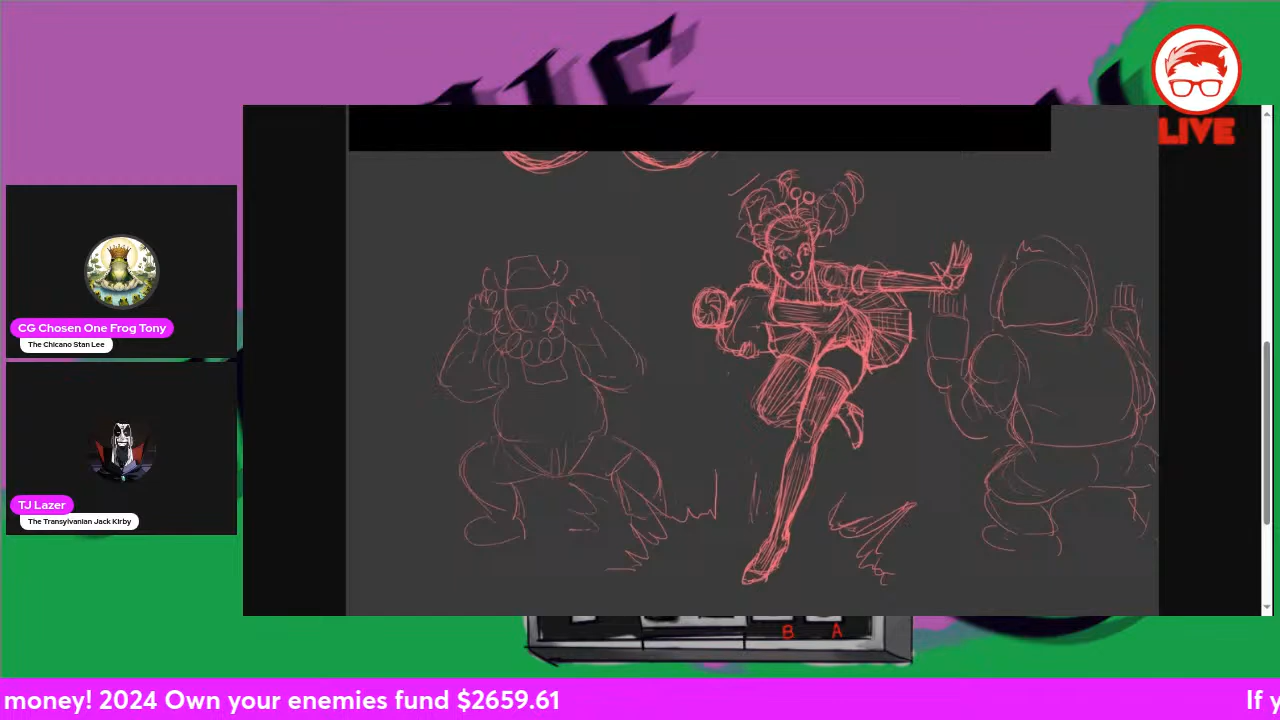 LIVE
CG Chosen One Frog Tony
The Chicano Stan Lee
TJ Lazer
The Transylvanian Jack Kirby
B A
money! 2024 Own your enemies fund $2659.61
If